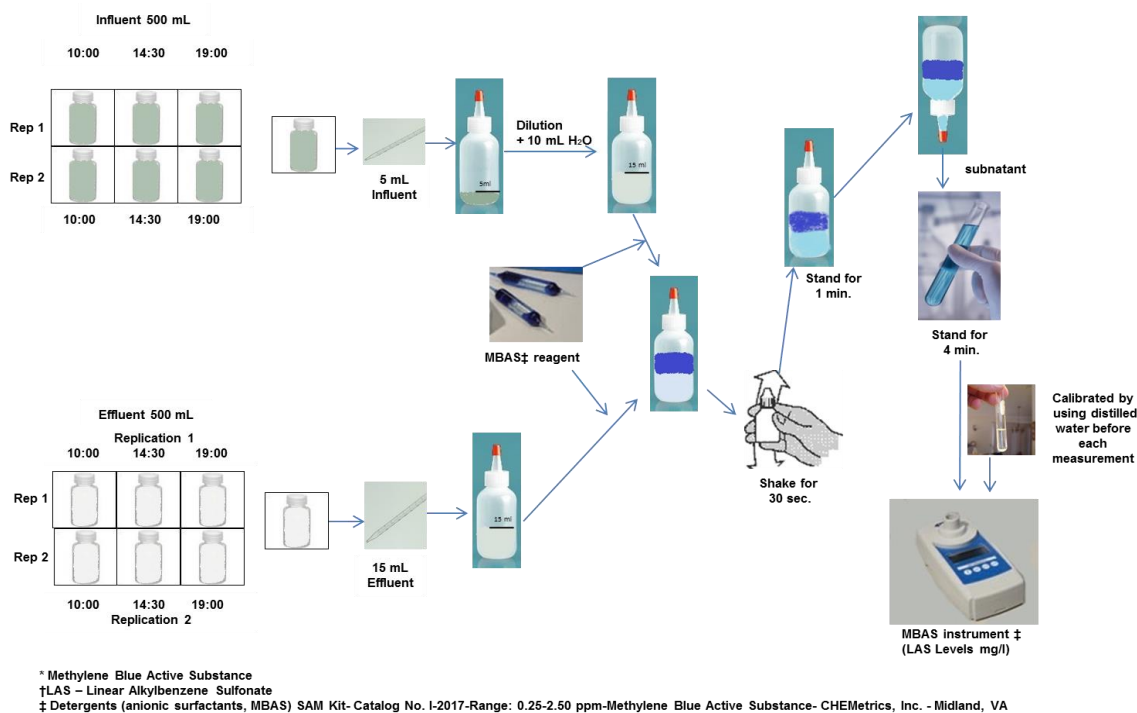 Influent 500 mL
10:00 14:30 19:00
Rep 1
Rep 2
10:00 14:30 19:00
5 mL
Influent
5ml
Dilution
+ 10 mL H₂O
15 ml
MBAS‡ reagent
Effluent 500 mL
Replication 1
10:00 14:30 19:00
Rep 1
Rep 2
10:00 14:30 19:00
Replication 2
15 mL
Effluent
15 ml
Shake for
30 sec.
Stand for
1 min.
subnatant
Stand for
4 min.
Calibrated by
using distilled
water before
each
measurement
MBAS instrument ‡
(LAS Levels mg/l)
* Methylene Blue Active Substance
†LAS – Linear Alkylbenzene Sulfonate
‡ Detergents (anionic surfactants, MBAS) SAM Kit- Catalog No. I-2017-Range: 0.25-2.50 ppm-Methylene Blue Active Substance- CHEMetrics, Inc. - Midland, VA